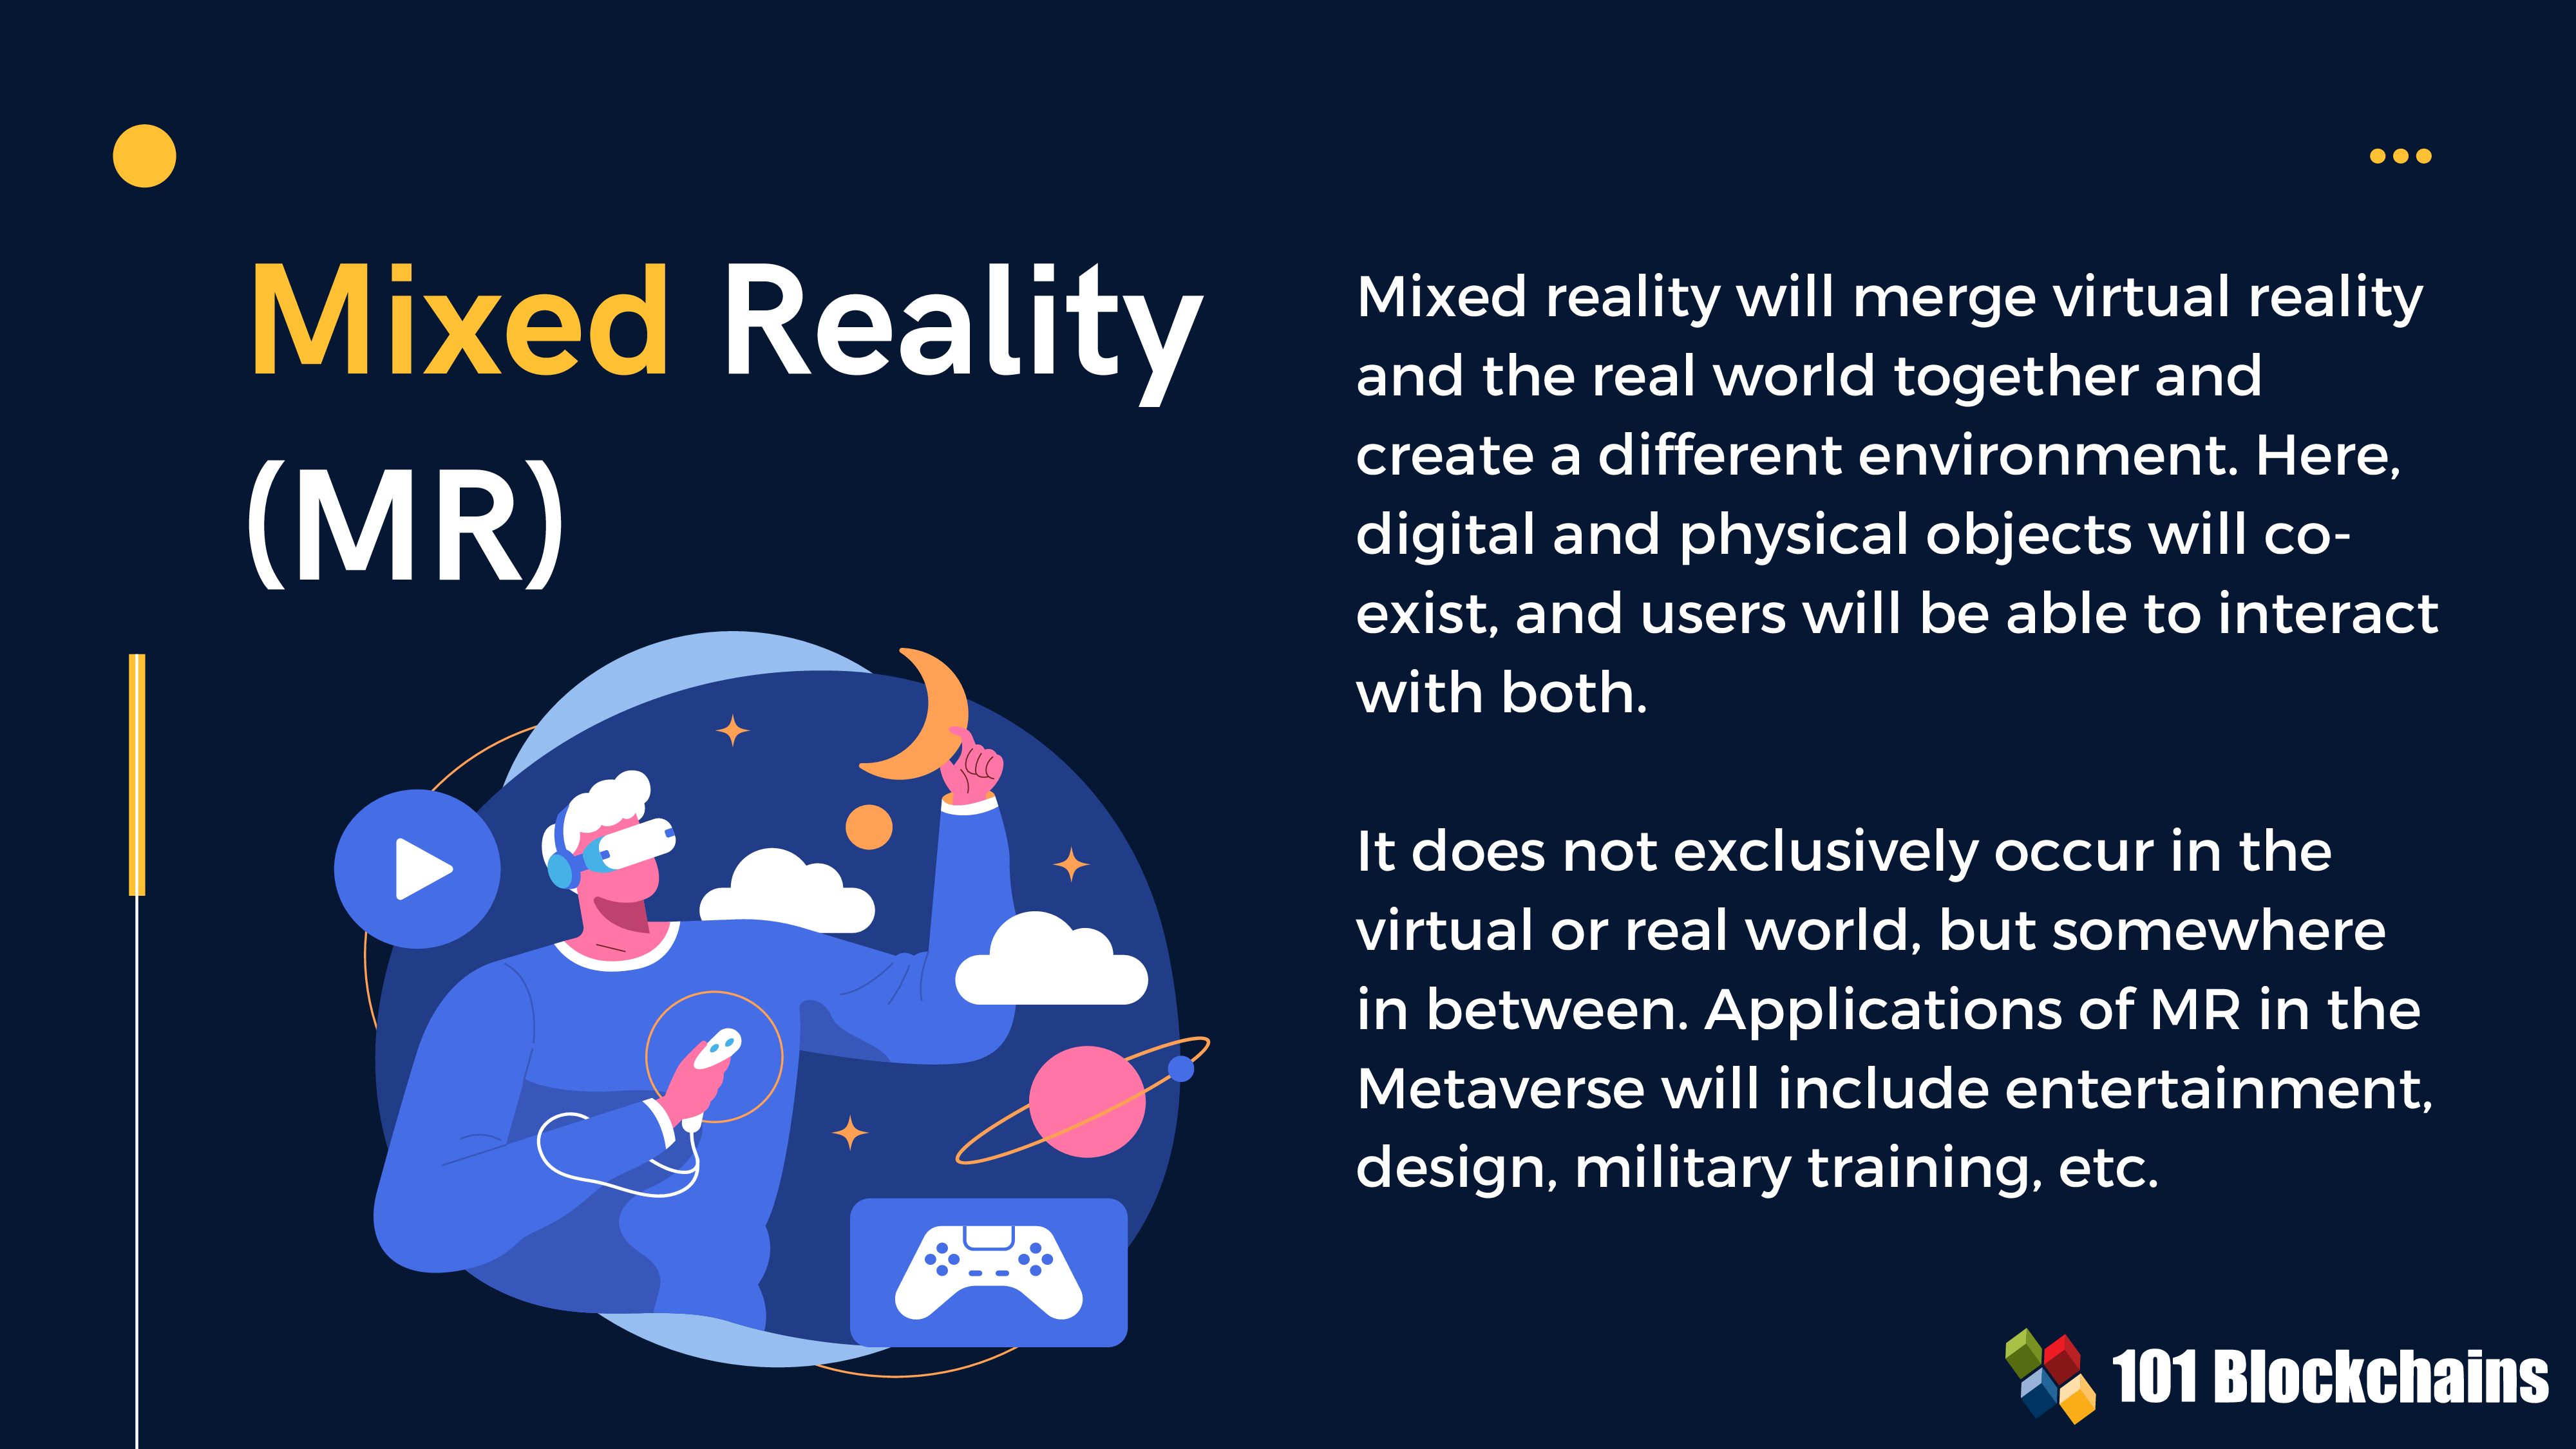 Mixed Reality
(MR)
Mixed reality will merge virtual reality
and the real world together and
create a different environment. Here,
digital and physical objects will co-
exist, and users will be able to interact
with both.
It does not exclusively occur in the
virtual or real world, but somewhere
in between. Applications of MR in the
Metaverse will include entertainment,
design, military training, etc.
101 Blockchains